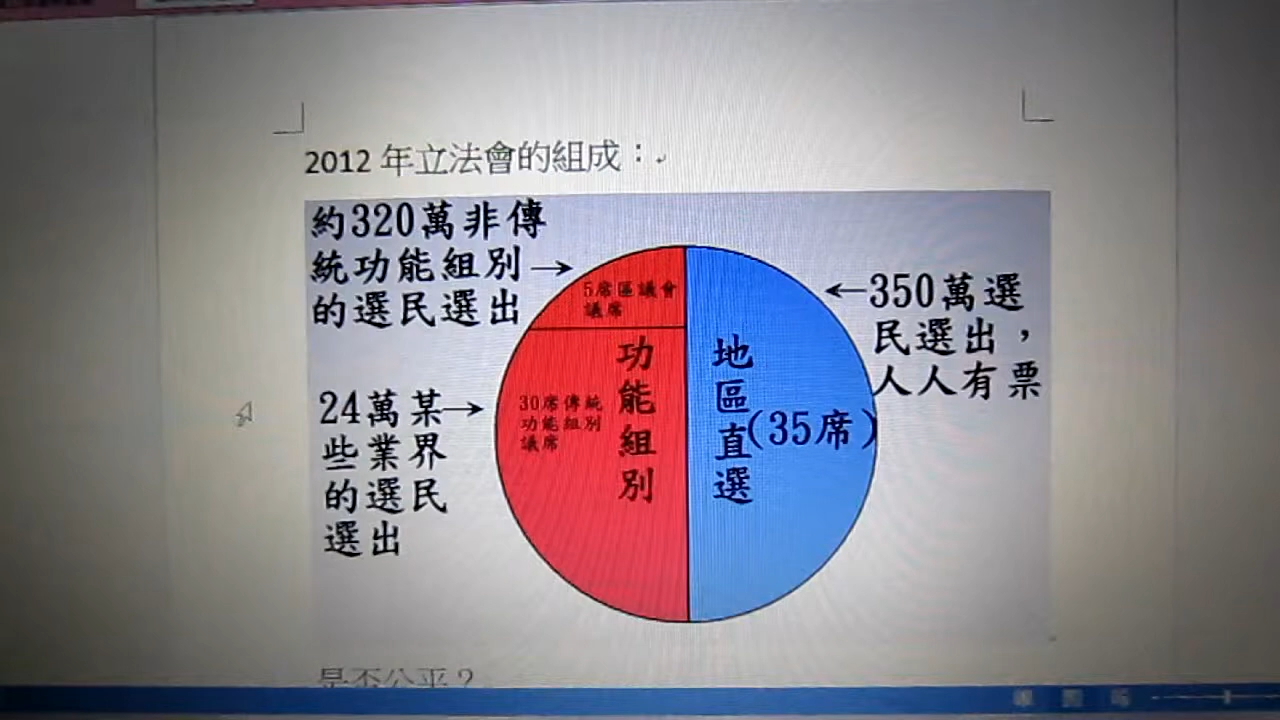 2012 年立法會的組成：
約320萬非傳
統功能組別
的選民選出
5席區議會
議席
350萬選
民選出，
人人有票
24萬某
些業界
的選民
選出
30席傳統
功能組別
議席
功能組別
地區直選
(35席)
是否公平？